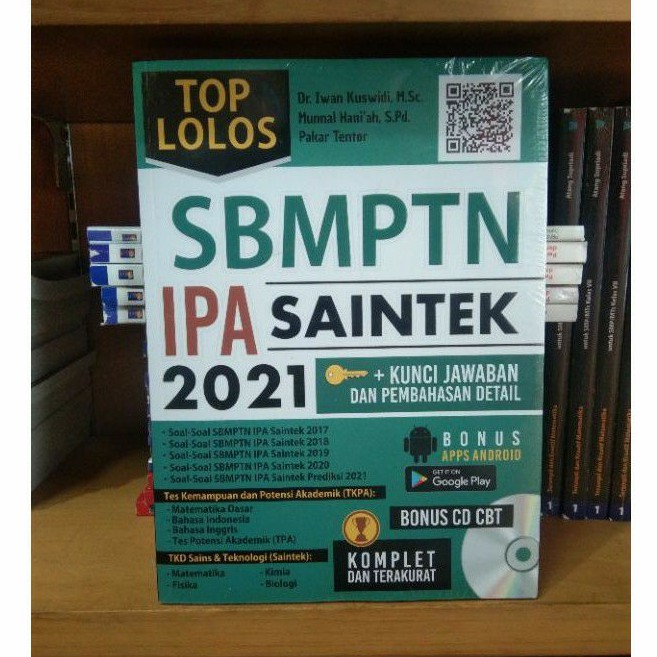 TOP
LOLOS
Dr. Iwan Kuswidi, M.Sc.
Munnal Hani'ah, S.Pd.
Pakar Tentor
SBMPTN
IPA SAINTEK
2021
+ KUNCI JAWABAN
DAN PEMBAHASAN DETAIL
- Soal-Soal SBMPTN IPA Saintek 2017
- Soal-Soal SBMPTN IPA Saintek 2018
- Soal-Soal SBMPTN IPA Saintek 2019
- Soal-Soal SBMPTN IPA Saintek 2020
- Soal-Soal SBMPTN IPA Saintek Prediksi 2021
Tes Kemampuan dan Potensi Akademik (TKPA):
- Matematika Dasar
- Bahasa Indonesia
- Bahasa Inggris
- Tes Potensi Akademik (TPA)
TKD Sains & Teknologi (Saintek):
- Matematika - Kimia
- Fisika - Biologi
BONUS
APPS ANDROID
GET IT ON
Google Play
BONUS CD CBT
KOMPLET
DAN TERAKURAT